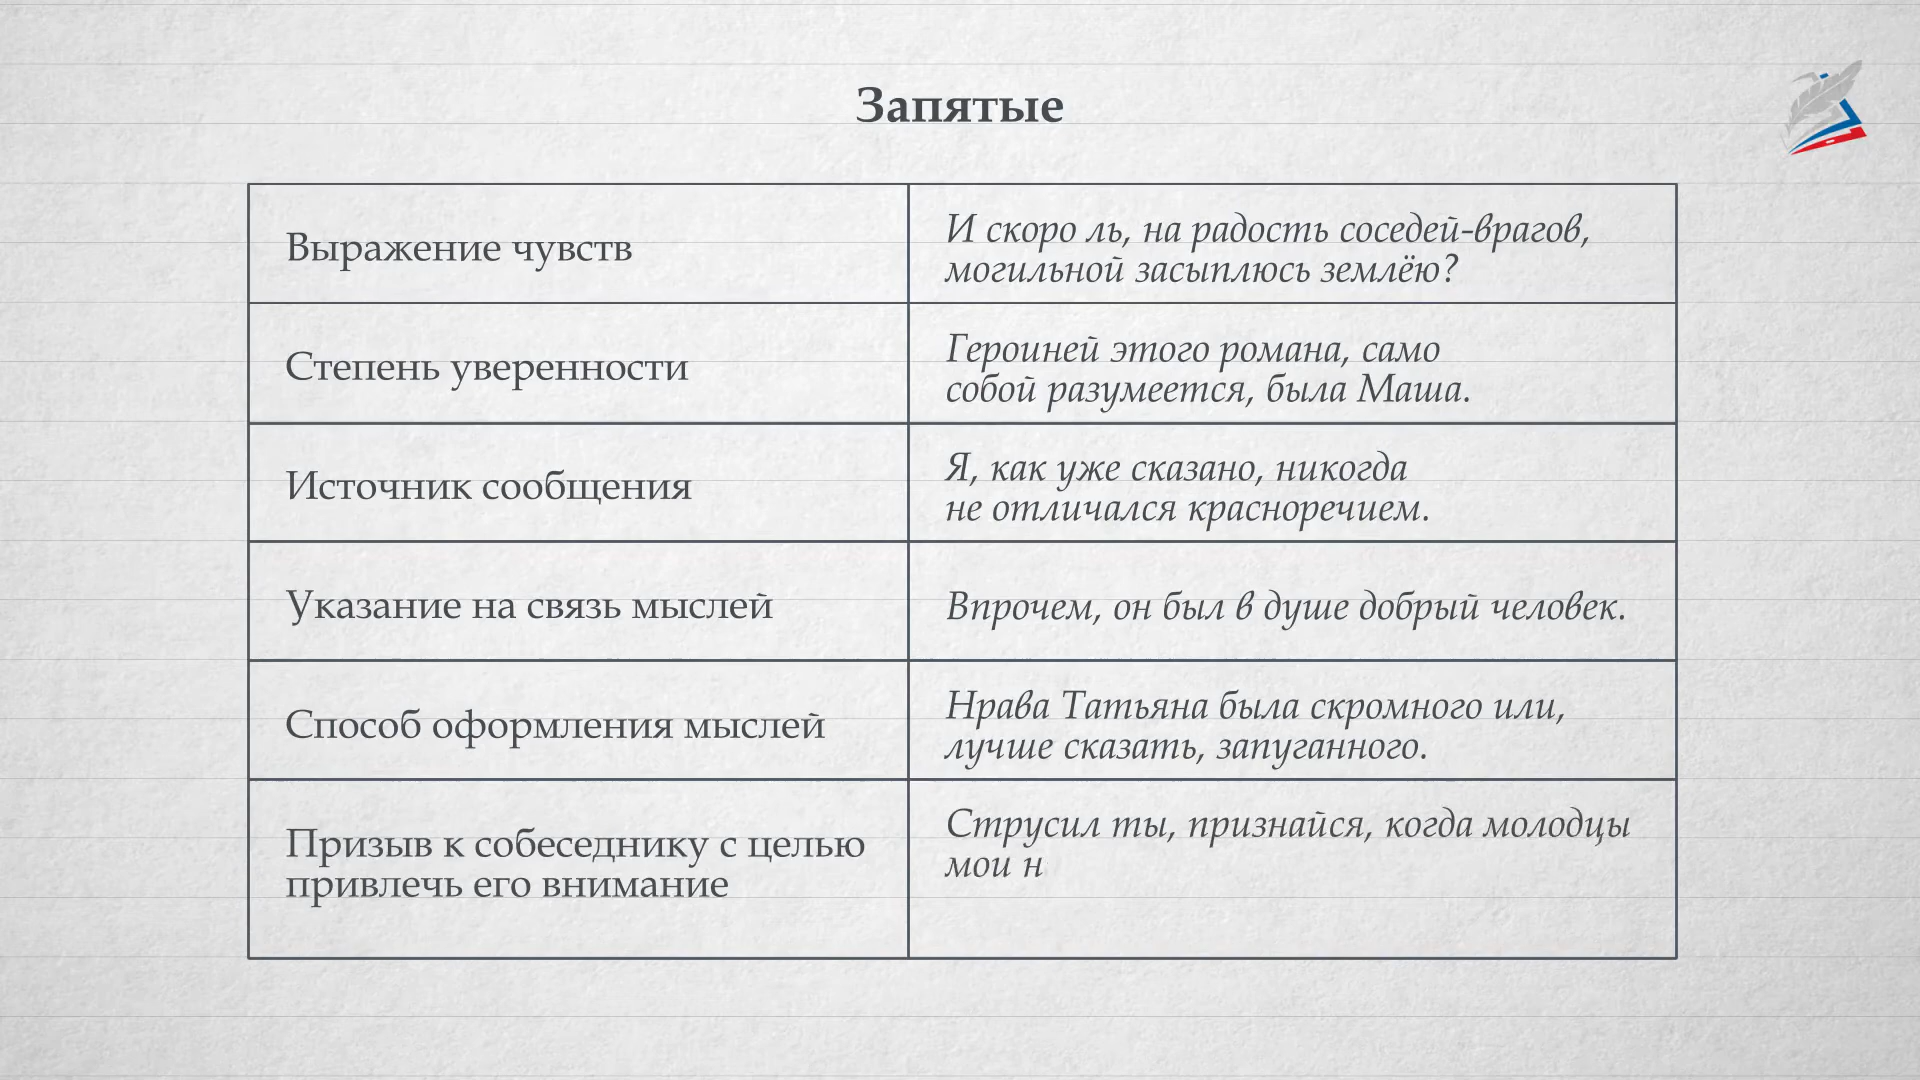 Запятые
Выражение чувств
И скоро ль, на радость соседей-врагов,
могильной засыплюсь землёю?
Степень уверенности
Героиней этого романа, само
собой разумеется, была Маша.
Источник сообщения
Я, как уже сказано, никогда
не отличался красноречием.
Указание на связь мыслей
Впрочем, он был в душе добрый человек.
Способ оформления мыслей
Нрава Татьяна была скромного или,
лучше сказать, запуганного.
Призыв к собеседнику с целью
привлечь его внимание
Струсил ты, признайся, когда молодцы
мои н